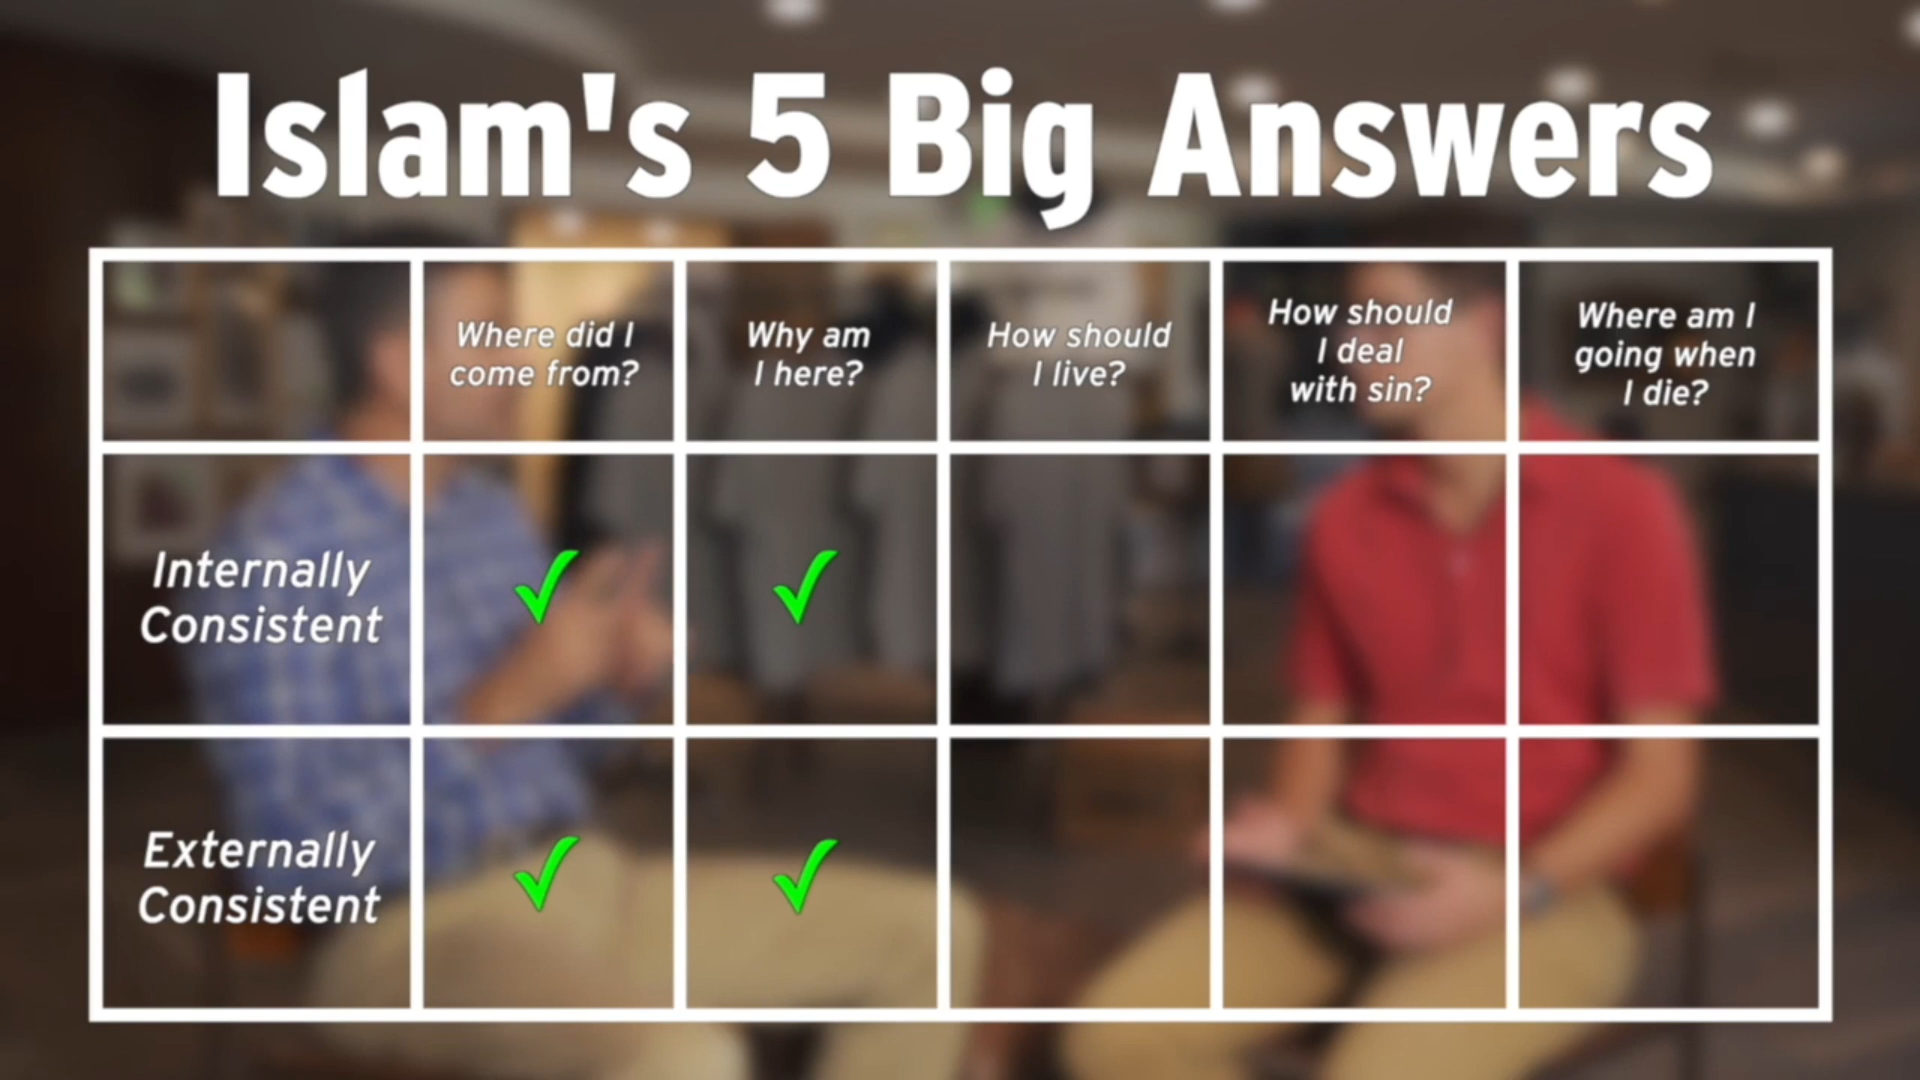 Islam's 5 Big Answers
Where did I
come from?
Why am
I here?
How should
I live?
How should
I deal
with sin?
Where am I
going when
I die?
Internally
Consistent
Externally
Consistent